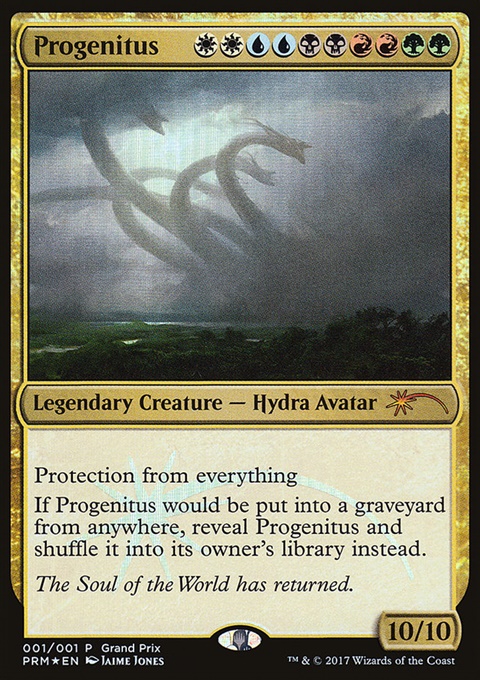 Progenitus
Legendary Creature — Hydra Avatar
Protection from everything
If Progenitus would be put into a graveyard
from anywhere, reveal Progenitus and
shuffle it into its owner's library instead.
The Soul of the World has returned.
10/10
001/001 P Grand Prix
PRM★EN Jaime Jones
™ & © 2017 Wizards of the Coast